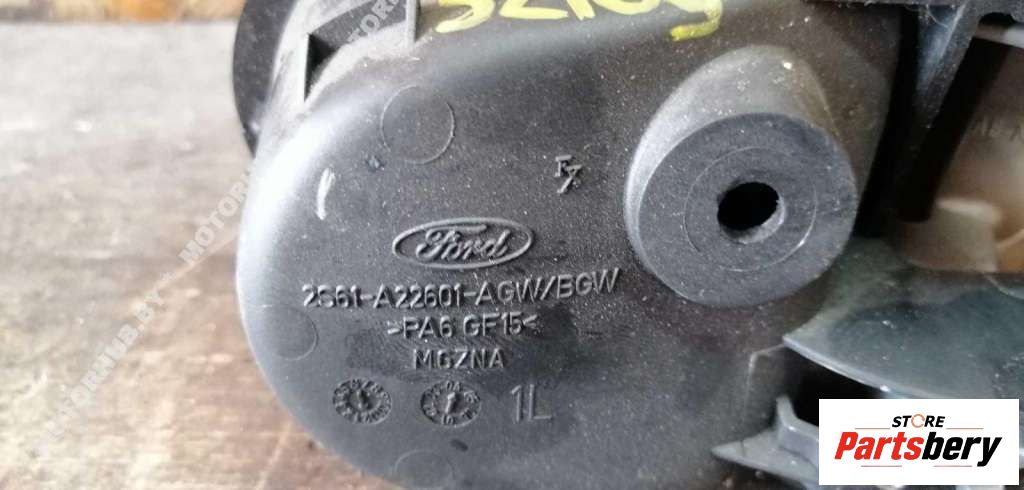 Ford
2S61-A22601-AGW/BGW
>PA6 GF15<
MGZNA
1L
STORE
Partsbery